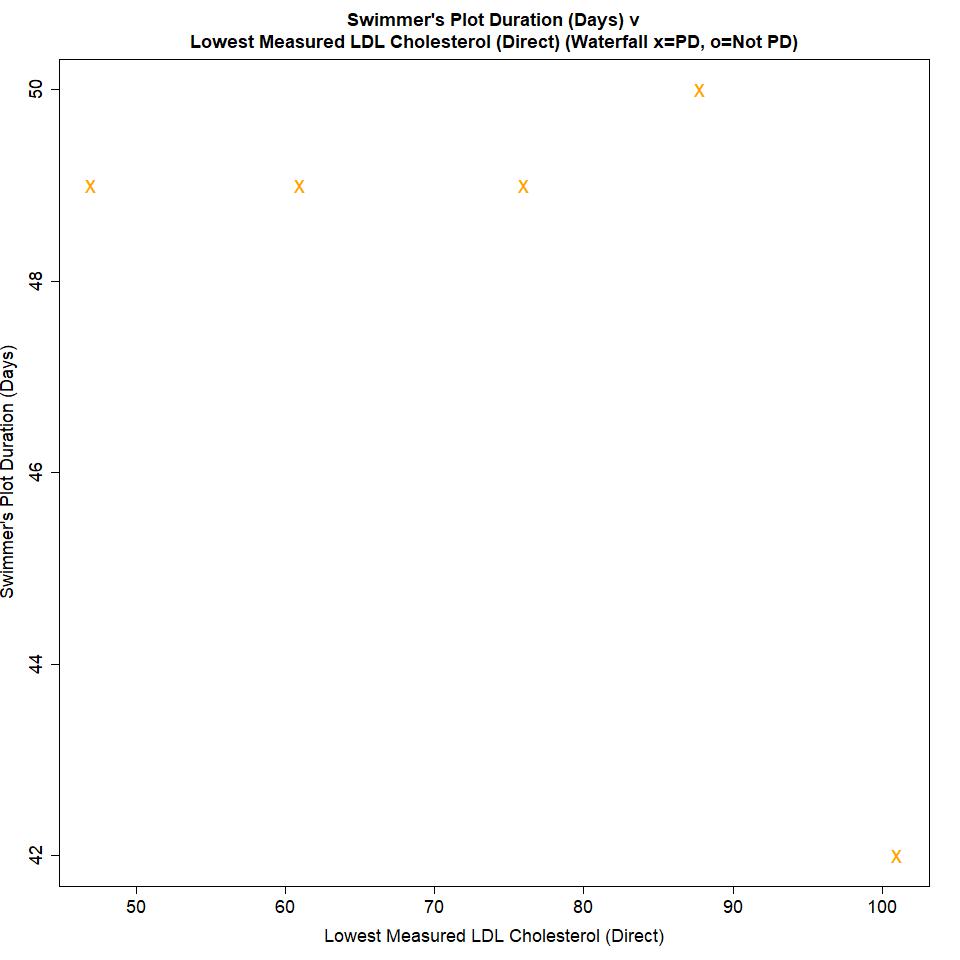 Swimmer's Plot Duration (Days) v
Lowest Measured LDL Cholesterol (Direct) (Waterfall x=PD, o=Not PD)
50
48
46
44
42
Swimmer's Plot Duration (Days)
X
X
X
X
X
50
60
70
80
90
100
Lowest Measured LDL Cholesterol (Direct)